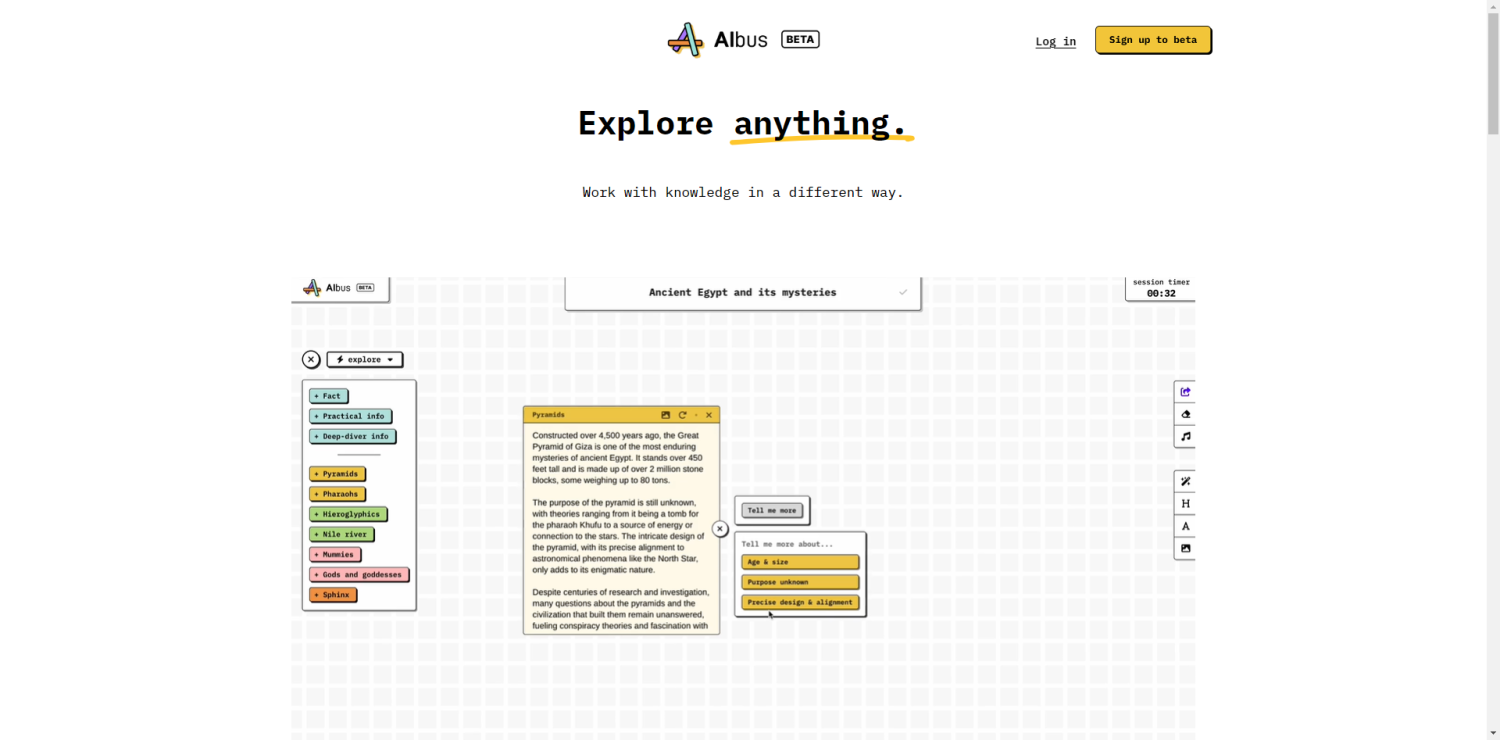 AIbus BETA
Log in
Sign up to beta
Explore anything.
Work with knowledge in a different way.
AIbus BETA
Ancient Egypt and its mysteries
session timer
00:32
explore
+ Fact
+ Practical info
+ Deep-diver info
+ Pyramids
+ Pharaohs
+ Hieroglyphics
+ Nile river
+ Mummies
+ Gods and goddesses
+ Sphinx
Pyramids
Constructed over 4,500 years ago, the Great
Pyramid of Giza is one of the most enduring
mysteries of ancient Egypt. It stands over 450
feet tall and is made up of over 2 million stone
blocks, some weighing up to 80 tons.
The purpose of the pyramid is still unknown,
with theories ranging from it being a tomb for
the pharaoh Khufu to a source of energy or
connection to the stars. The intricate design of
the pyramid, with its precise alignment to
astronomical phenomena like the North Star,
only adds to its enigmatic nature.
Despite centuries of research and investigation,
many questions about the pyramids and the
civilization that built them remain unanswered,
fueling conspiracy theories and fascination with
Tell me more
Tell me more about...
Age & size
Purpose unknown
Precise design & alignment
H
A